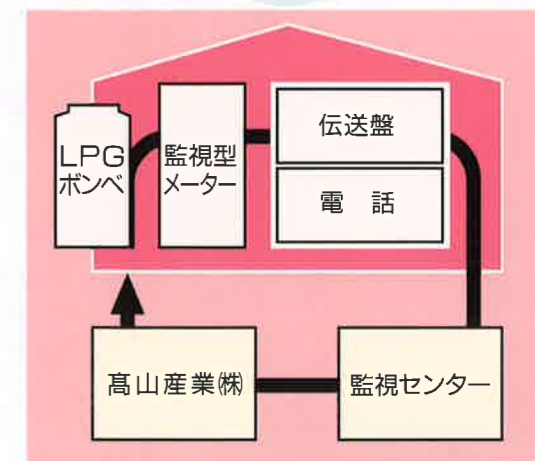 LPG
ボンベ
監視型
メーター
伝送盤
電 話
髙山産業㈱
監視センター